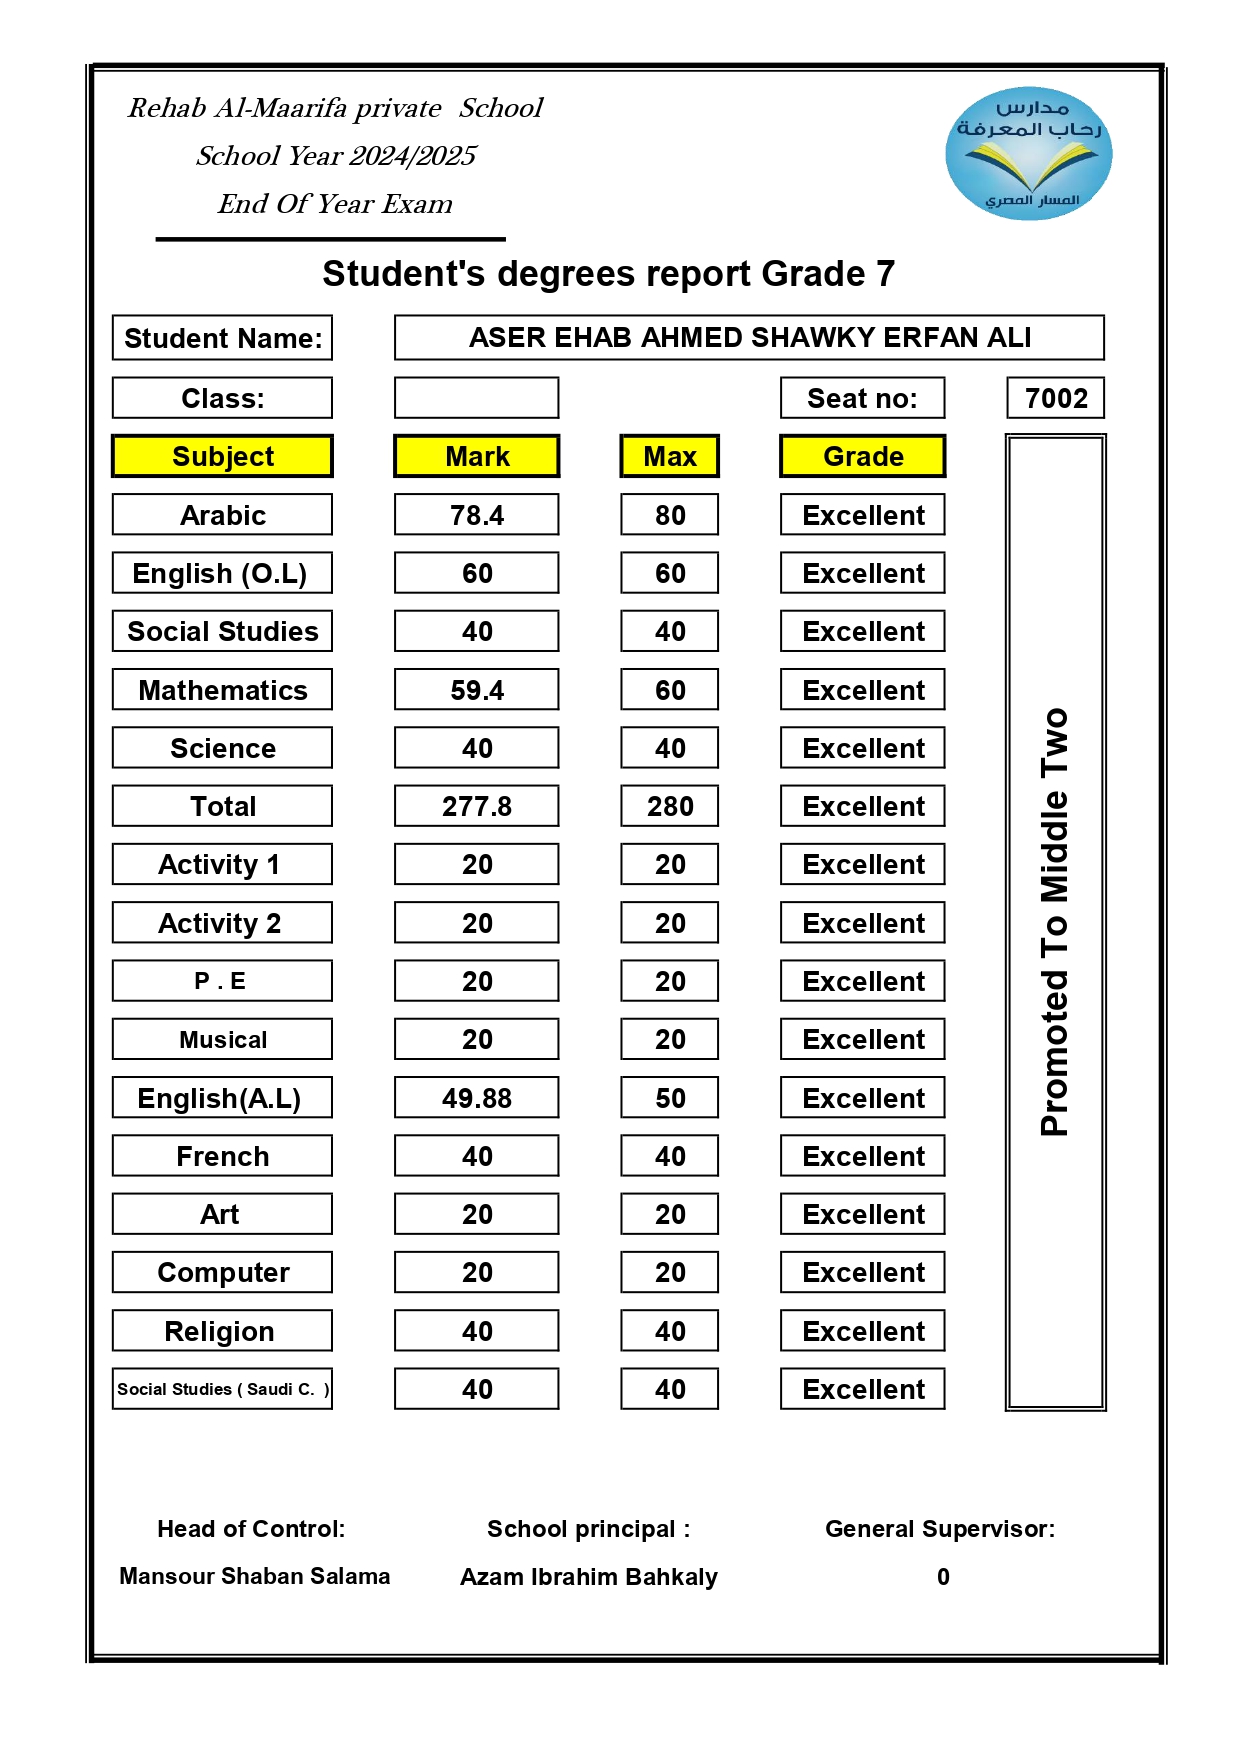 Rehab Al-Maarifa private School
School Year 2024/2025
End Of Year Exam
مدارس
رحاب المعرفة
المسار المصري
Student's degrees report Grade 7
Student Name: ASER EHAB AHMED SHAWKY ERFAN ALI
Class: Seat no: 7002
Subject Mark Max Grade
Arabic 78.4 80 Excellent
English (O.L) 60 60 Excellent
Social Studies 40 40 Excellent
Mathematics 59.4 60 Excellent
Science 40 40 Excellent
Total 277.8 280 Excellent
Activity 1 20 20 Excellent
Activity 2 20 20 Excellent
P . E 20 20 Excellent
Musical 20 20 Excellent
English(A.L) 49.88 50 Excellent
French 40 40 Excellent
Art 20 20 Excellent
Computer 20 20 Excellent
Religion 40 40 Excellent
Social Studies ( Saudi C. ) 40 40 Excellent
Promoted To Middle Two
Head of Control: School principal : General Supervisor:
Mansour Shaban Salama Azam Ibrahim Bahkaly 0